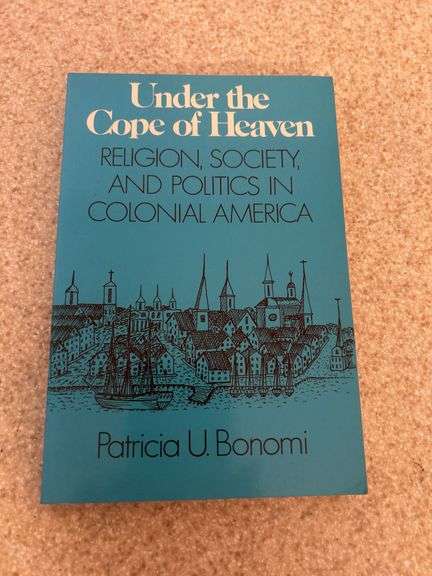 Under the
Cope of Heaven
RELIGION, SOCIETY,
AND POLITICS IN
COLONIAL AMERICA
Patricia U. Bonomi